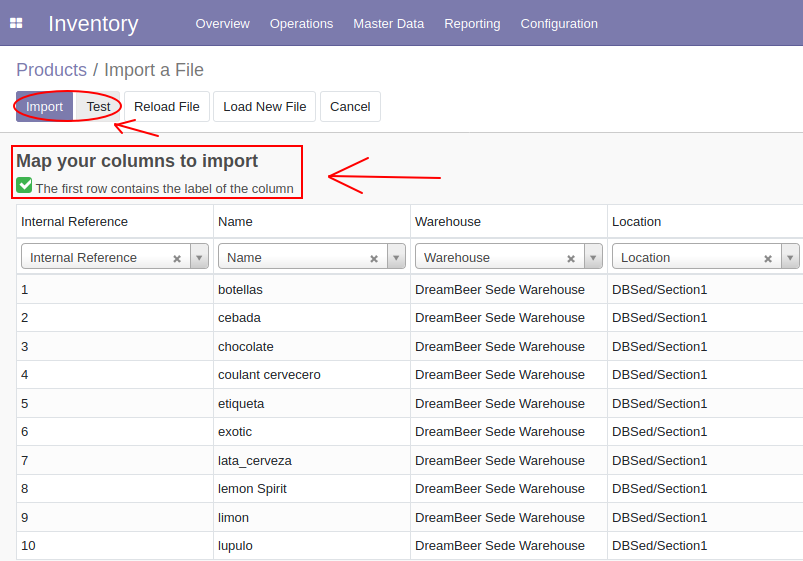 Inventory Overview Operations Master Data Reporting Configuration
Products / Import a File
Import Test Reload File Load New File Cancel
Map your columns to import
The first row contains the label of the column
Internal Reference Name Warehouse Location
Internal Reference Name Warehouse Location
1 botellas DreamBeer Sede Warehouse DBSed/Section1
2 cebada DreamBeer Sede Warehouse DBSed/Section1
3 chocolate DreamBeer Sede Warehouse DBSed/Section1
4 coulant cervecero DreamBeer Sede Warehouse DBSed/Section1
5 etiqueta DreamBeer Sede Warehouse DBSed/Section1
6 exotic DreamBeer Sede Warehouse DBSed/Section1
7 lata_cerveza DreamBeer Sede Warehouse DBSed/Section1
8 lemon Spirit DreamBeer Sede Warehouse DBSed/Section1
9 limon DreamBeer Sede Warehouse DBSed/Section1
10 lupulo DreamBeer Sede Warehouse DBSed/Section1